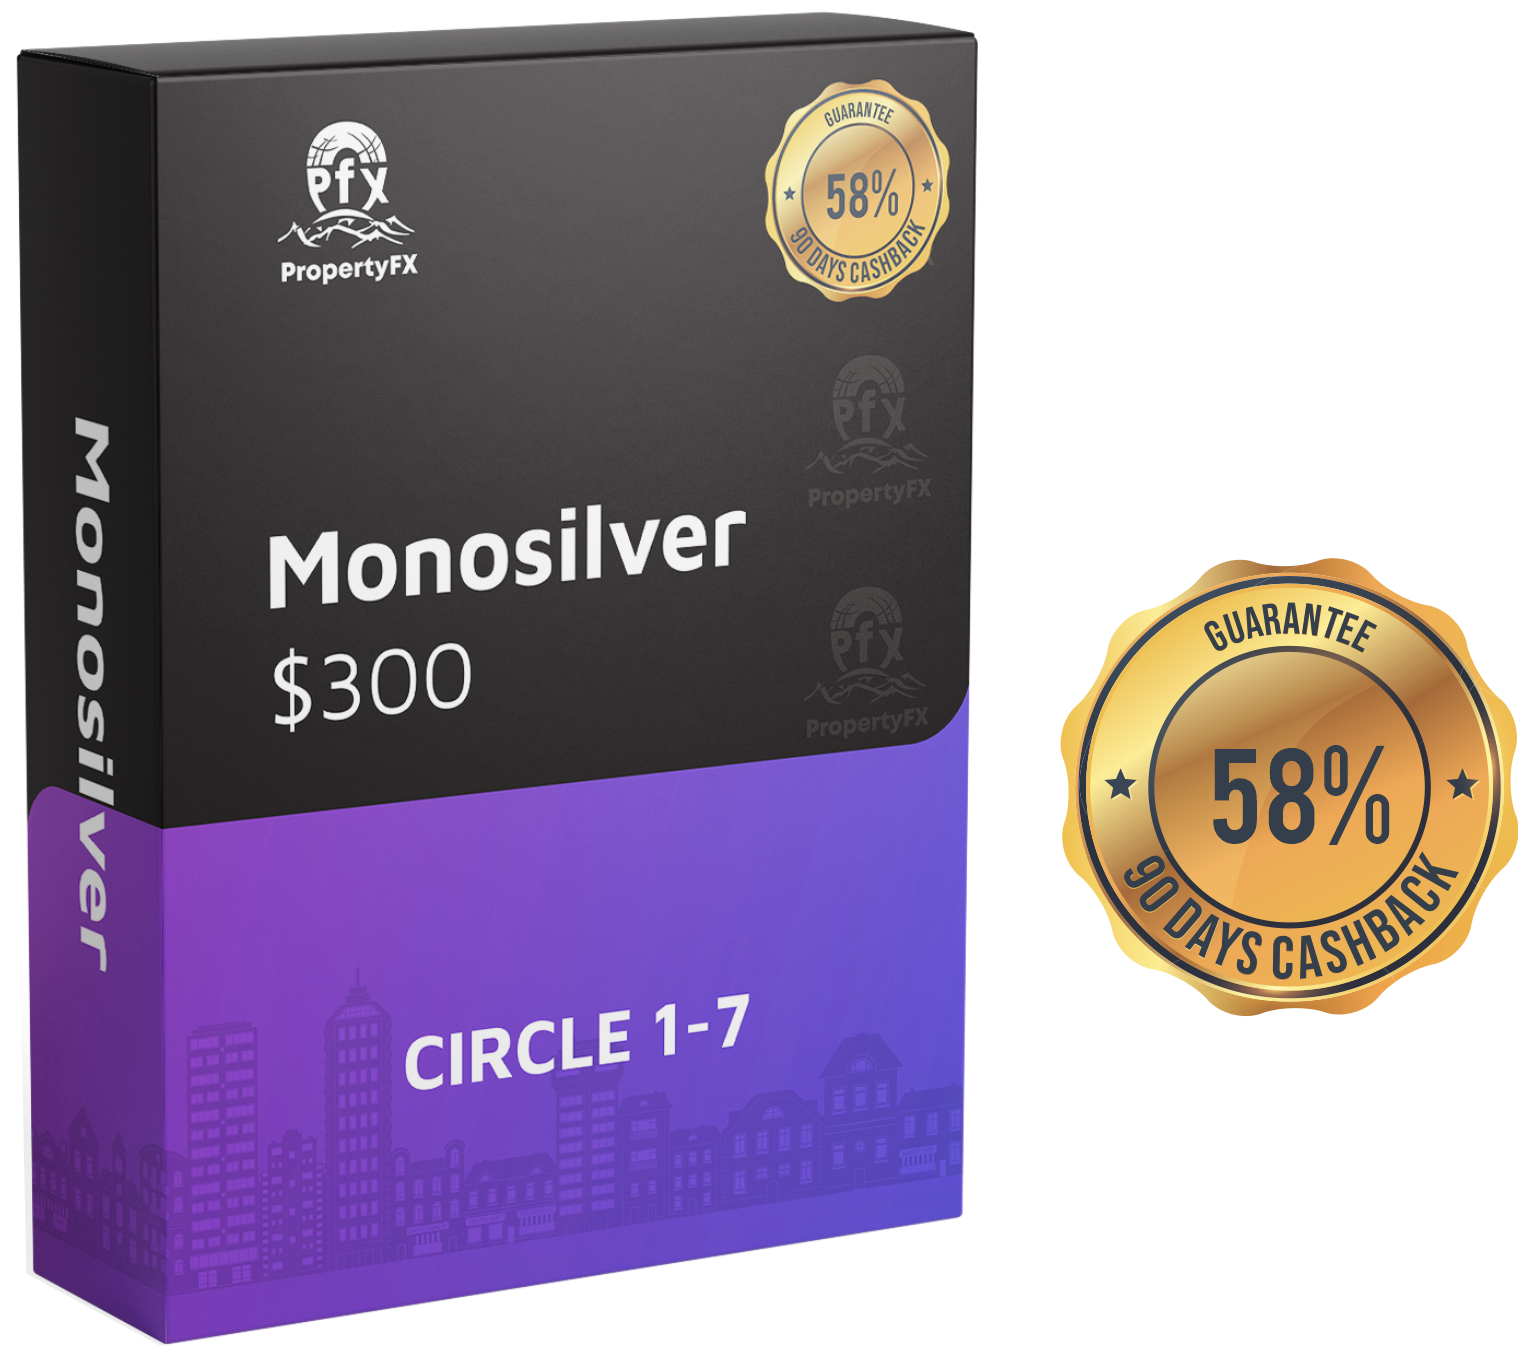 pfx
PropertyFX
GUARANTEE
58%
90 DAYS CASHBACK
pfx
PropertyFX
Monosilver
$300
pfx
PropertyFX
Monosilver
CIRCLE 1-7
GUARANTEE
58%
90 DAYS CASHBACK